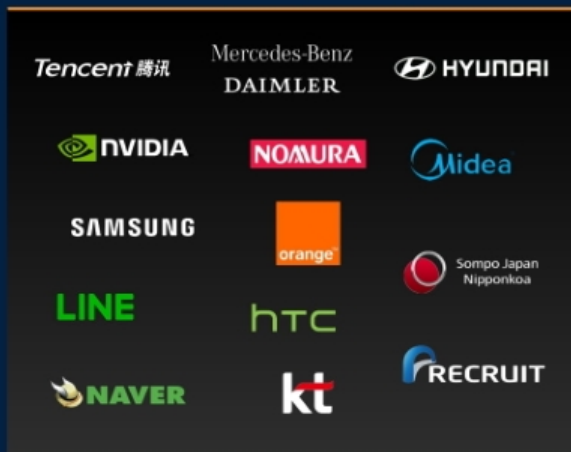 Tencent 腾讯
Mercedes-Benz
DAIMLER
HYUNDAI
NVIDIA
NOMURA
Midea
SAMSUNG
orange™
Sompo Japan
Nipponkoa
LINE
hTC
RECRUIT
NAVER
kt